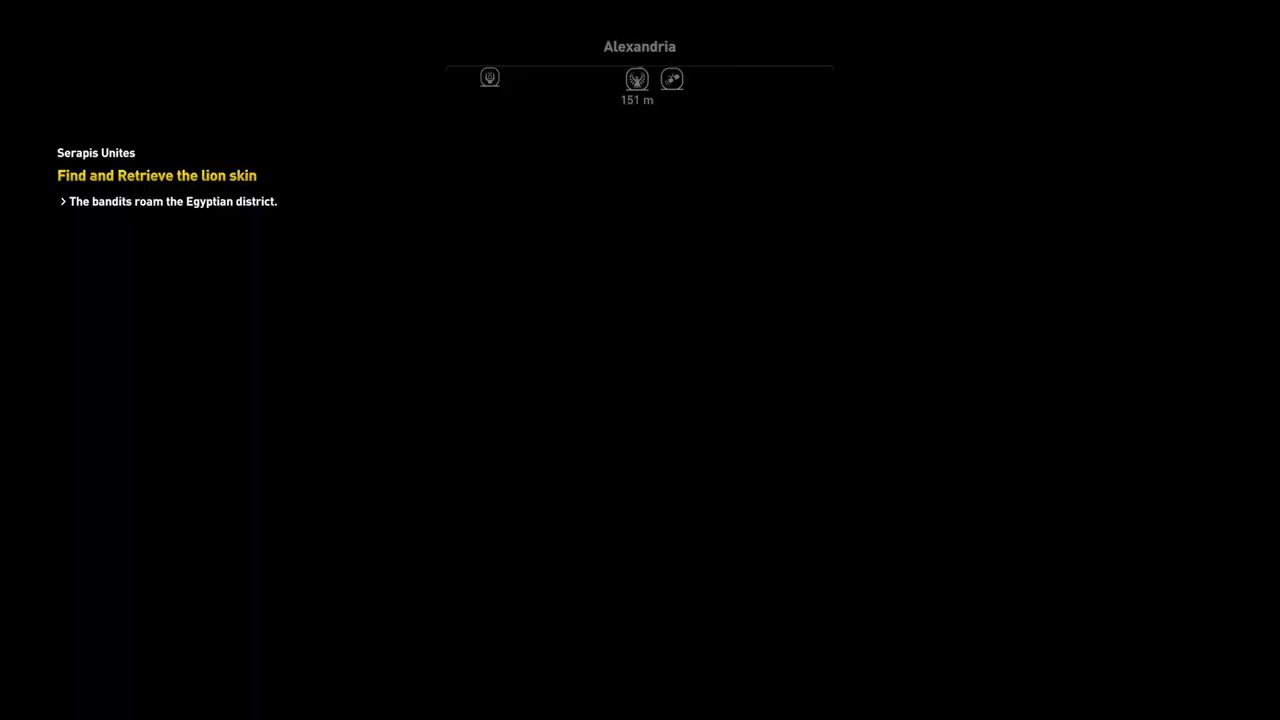 Alexandria
151 m
Serapis Unites
Find and Retrieve the lion skin
> The bandits roam the Egyptian district.